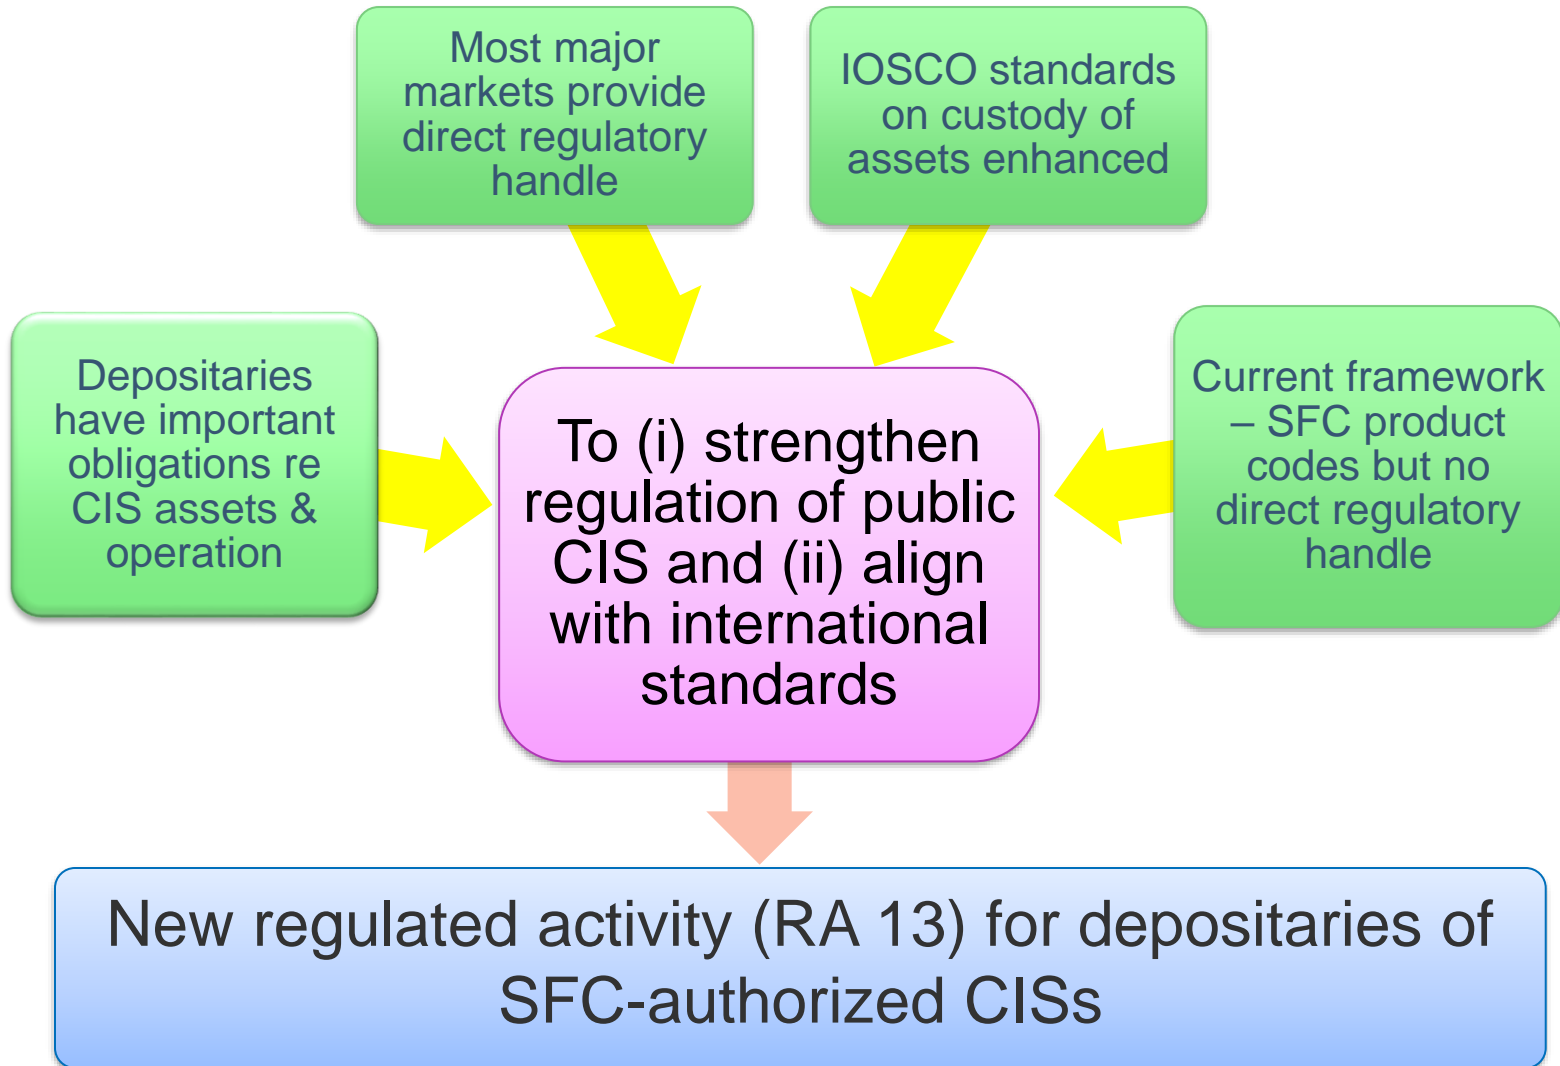 Most major
markets provide
direct regulatory
handle
IOSCO standards
on custody of
assets enhanced
Depositaries
have important
obligations re
CIS assets &
operation
Current framework
– SFC product
codes but no
direct regulatory
handle
To (i) strengthen
regulation of public
CIS and (ii) align
with international
standards
New regulated activity (RA 13) for depositaries of
SFC-authorized CISs